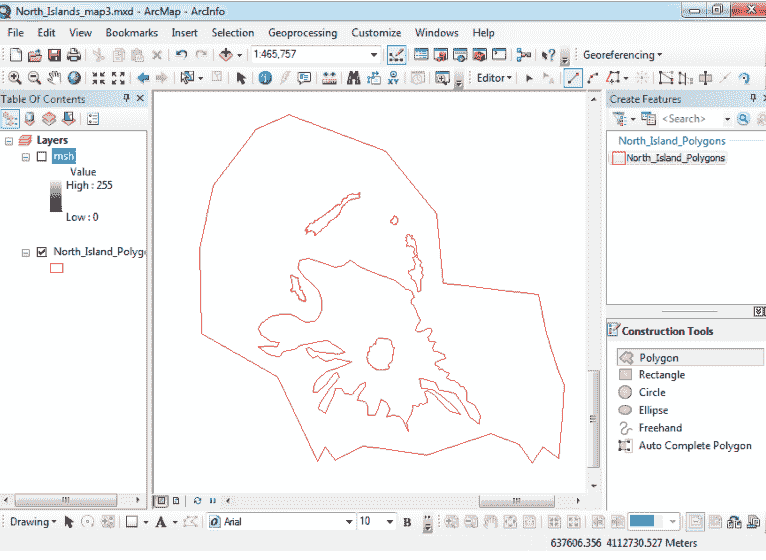 North_Islands_map3.mxd - ArcMap - ArcInfo
File Edit View Bookmarks Insert Selection Geoprocessing Customize Windows Help
1:465,757 Georeferencing
Editor
Table Of Contents
Create Features
<Search>
Layers
North_Island_Polygons
msh
North_Island_Polygons
Value
High : 255
Low : 0
North_Island_Polyg
Construction Tools
Polygon
Rectangle
Circle
Ellipse
Freehand
Auto Complete Polygon
Drawing A Arial 10 B
637606.356 4112730.527 Meters